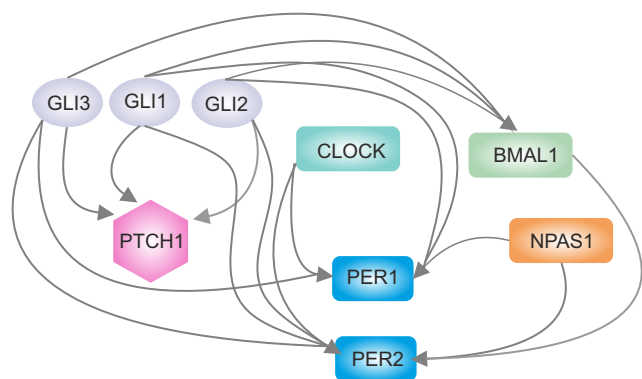 GLI3
GLI1
GLI2
CLOCK
BMAL1
PTCH1
NPAS1
PER1
PER2